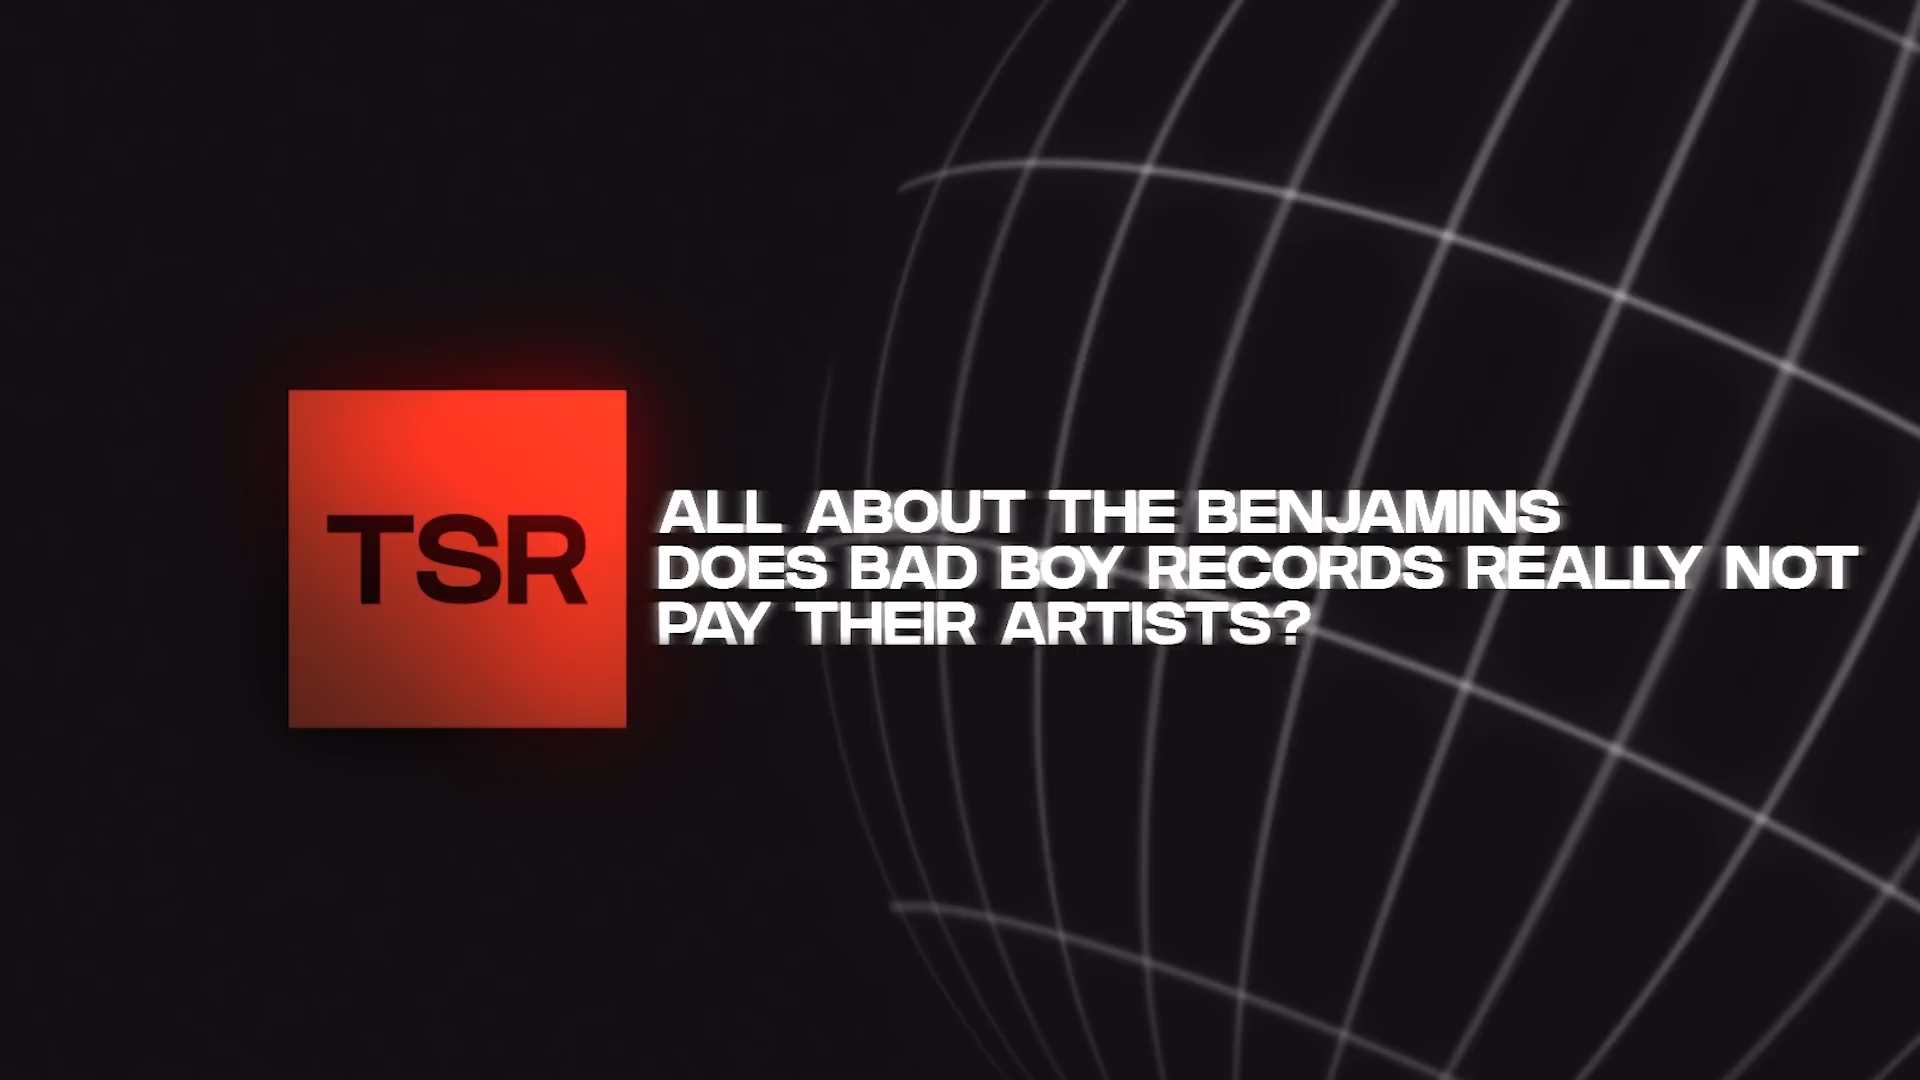 TSR
ALL ABOUT THE BENJAMINS
DOES BAD BOY RECORDS REALLY NOT
PAY THEIR ARTISTS?